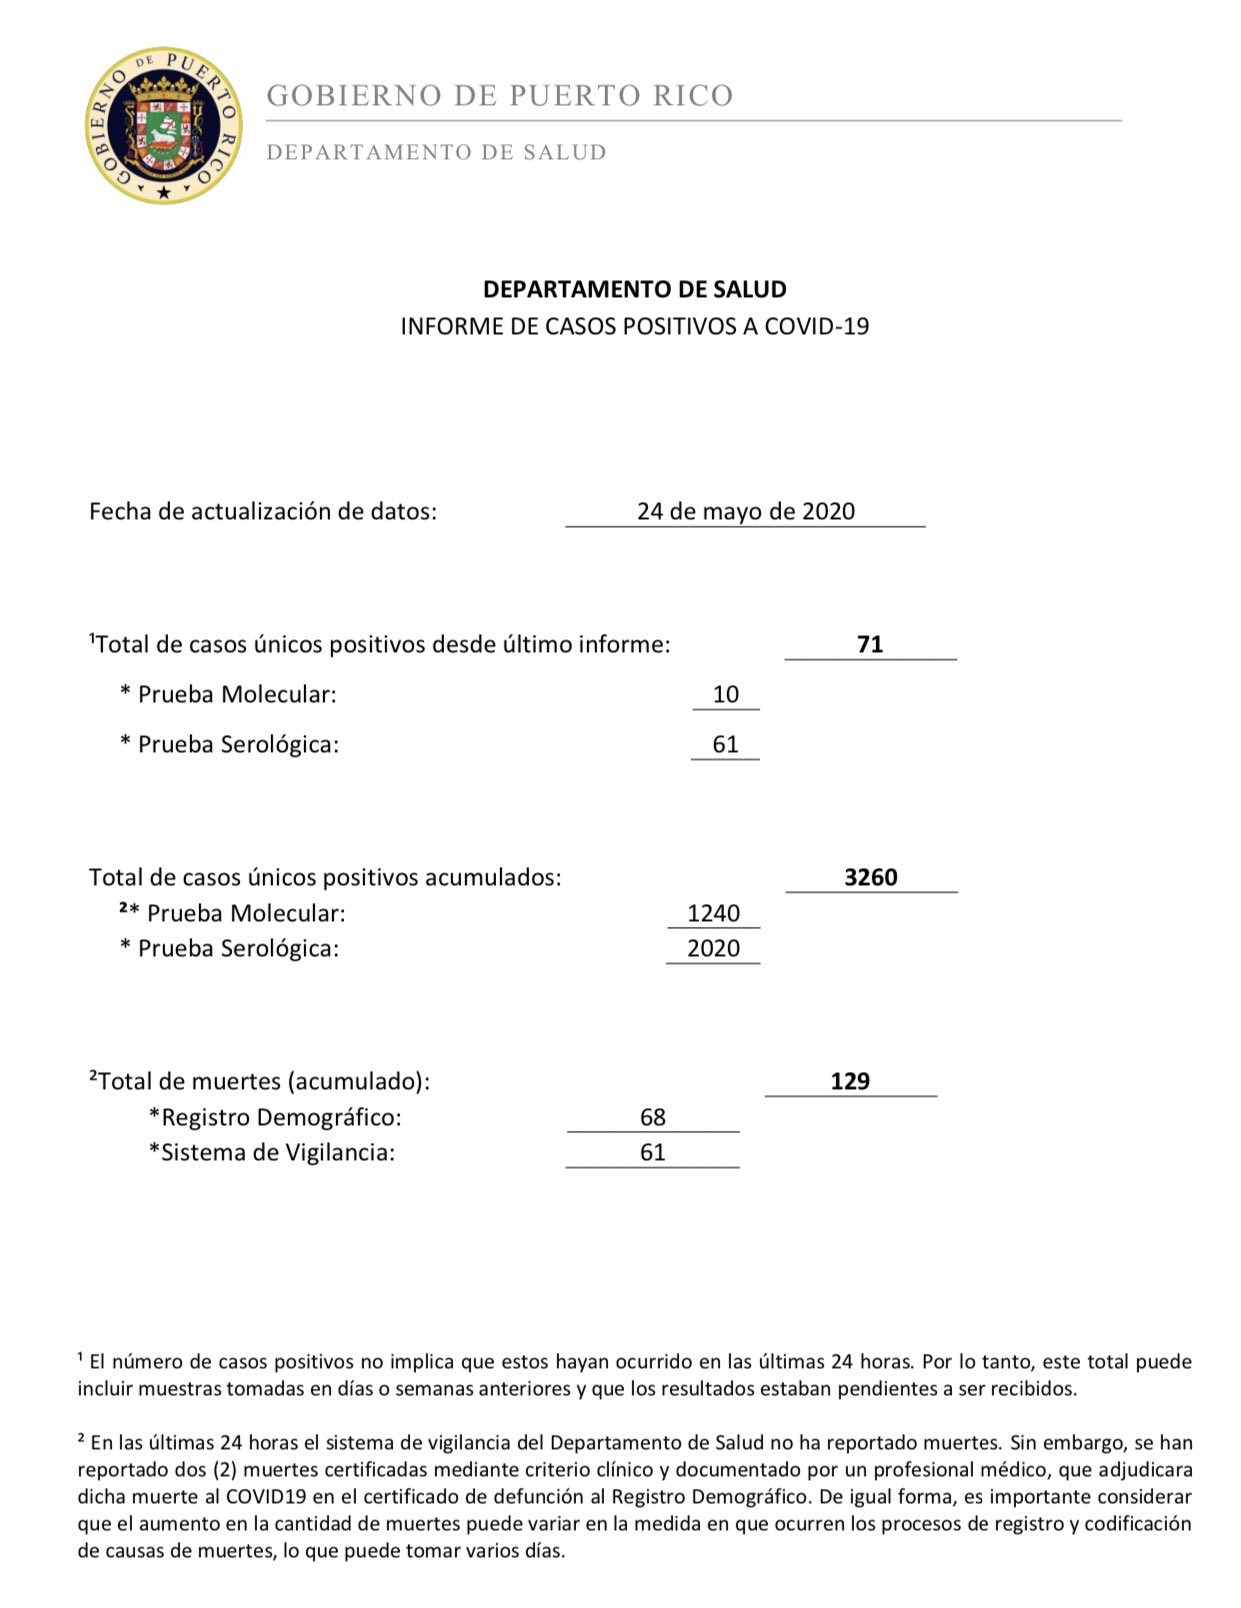 GOBIERNO DE PUERTO RICO
GOBIERNO DE PUERTO RICO
DEPARTAMENTO DE SALUD
DEPARTAMENTO DE SALUD
INFORME DE CASOS POSITIVOS A COVID-19
Fecha de actualización de datos: 24 de mayo de 2020
¹Total de casos únicos positivos desde último informe: 71
* Prueba Molecular: 10
* Prueba Serológica: 61
Total de casos únicos positivos acumulados: 3260
²* Prueba Molecular: 1240
* Prueba Serológica: 2020
²Total de muertes (acumulado): 129
*Registro Demográfico: 68
*Sistema de Vigilancia: 61
¹ El número de casos positivos no implica que estos hayan ocurrido en las últimas 24 horas. Por lo tanto, este total puede
incluir muestras tomadas en días o semanas anteriores y que los resultados estaban pendientes a ser recibidos.
² En las últimas 24 horas el sistema de vigilancia del Departamento de Salud no ha reportado muertes. Sin embargo, se han
reportado dos (2) muertes certificadas mediante criterio clínico y documentado por un profesional médico, que adjudicara
dicha muerte al COVID19 en el certificado de defunción al Registro Demográfico. De igual forma, es importante considerar
que el aumento en la cantidad de muertes puede variar en la medida en que ocurren los procesos de registro y codificación
de causas de muertes, lo que puede tomar varios días.